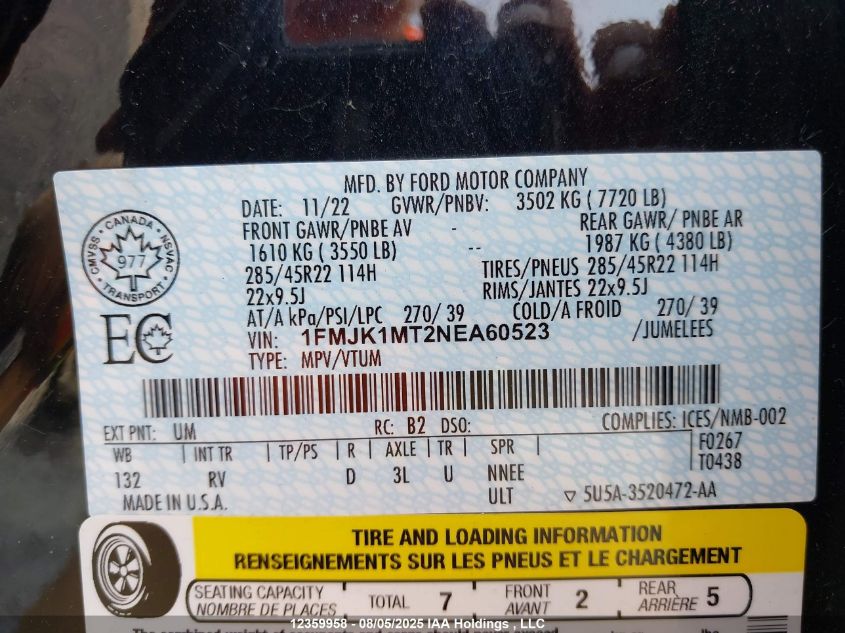 MFD. BY FORD MOTOR COMPANY
DATE: 11/22 GVWR/PNBV: 3502 KG ( 7720 LB)
FRONT GAWR/PNBE AV - REAR GAWR/ PNBE AR
1610 KG ( 3550 LB) -- 1987 KG ( 4380 LB)
285/45R22 114H TIRES/PNEUS 285/45R22 114H
22x9.5J RIMS/JANTES 22x9.5J
AT/A kPa/PSI/LPC 270/ 39 COLD/A FROID 270/ 39
VIN: 1FMJK1MT2NEA60523 /JUMELEES
TYPE: MPV/VTUM
CMVSS · CANADA · NSVAC
977
TRANSPORT
EC
EXT PNT: UM RC: B2 DSO: COMPLIES: ICES/NMB-002
WB INT TR TP/PS R AXLE TR SPR F0267
132 RV D 3L U NNEE T0438
MADE IN U.S.A. ULT ▽ 5U5A-3520472-AA
TIRE AND LOADING INFORMATION
RENSEIGNEMENTS SUR LES PNEUS ET LE CHARGEMENT
SEATING CAPACITY TOTAL 7 FRONT 2 REAR 5
NOMBRE DE PLACES AVANT ARRIÈRE
12359958 - 08/05/2025 IAA Holdings , LLC